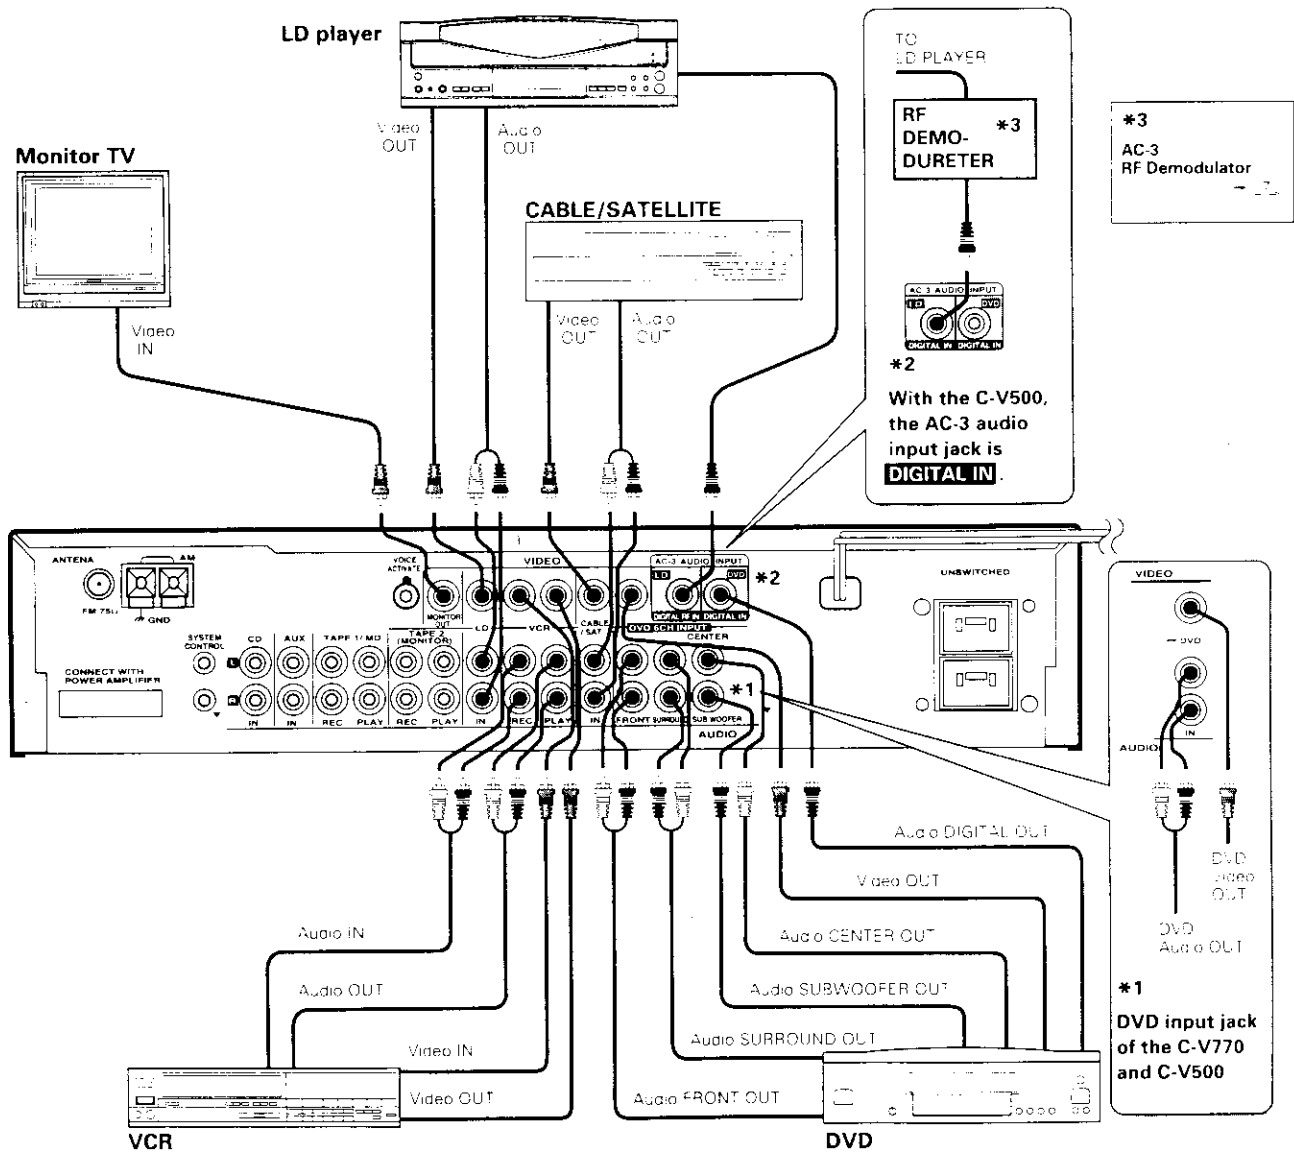 LD player
TO
LD PLAYER
RF
DEMO-
DURETER
*3
*3
AC-3
RF Demodulator
Video
OUT
Audio
OUT
Monitor TV
CABLE/SATELLITE
Video
IN
Video
OUT
Audio
OUT
AC-3 AUDIO INPUT
LD
DVD
DIGITAL IN
DIGITAL IN
*2
With the C-V500,
the AC-3 audio
input jack is
DIGITAL IN.
ANTENA
AM
FM 75Ω
GND
VOICE
ACTIVATE
VIDEO
AC-3 AUDIO INPUT
LD
DVD
*2
MONITOR
OUT
LD
VCR
CABLE
/SAT
DIGITAL RF IN
DIGITAL IN
DVD 6CH INPUT
CENTER
UNSWITCHED
SYSTEM
CONTROL
CD
AUX
TAPE 1/MD
TAPE 2
(MONITOR)
L
R
CONNECT WITH
POWER AMPLIFIER
*1
IN
IN
REC
PLAY
REC
PLAY
IN
REC
PLAY
IN
FRONT
SURROUND
SUB WOOFER
AUDIO
VIDEO
DVD
IN
AUDIO
DVD
Video
OUT
DVD
Audio OUT
*1
DVD input jack
of the C-V770
and C-V500
Audio DIGITAL OUT
Video OUT
Audio IN
Audio CENTER OUT
Audio OUT
Audio SUBWOOFER OUT
Video IN
Audio SURROUND OUT
Video OUT
Audio FRONT OUT
VCR
DVD